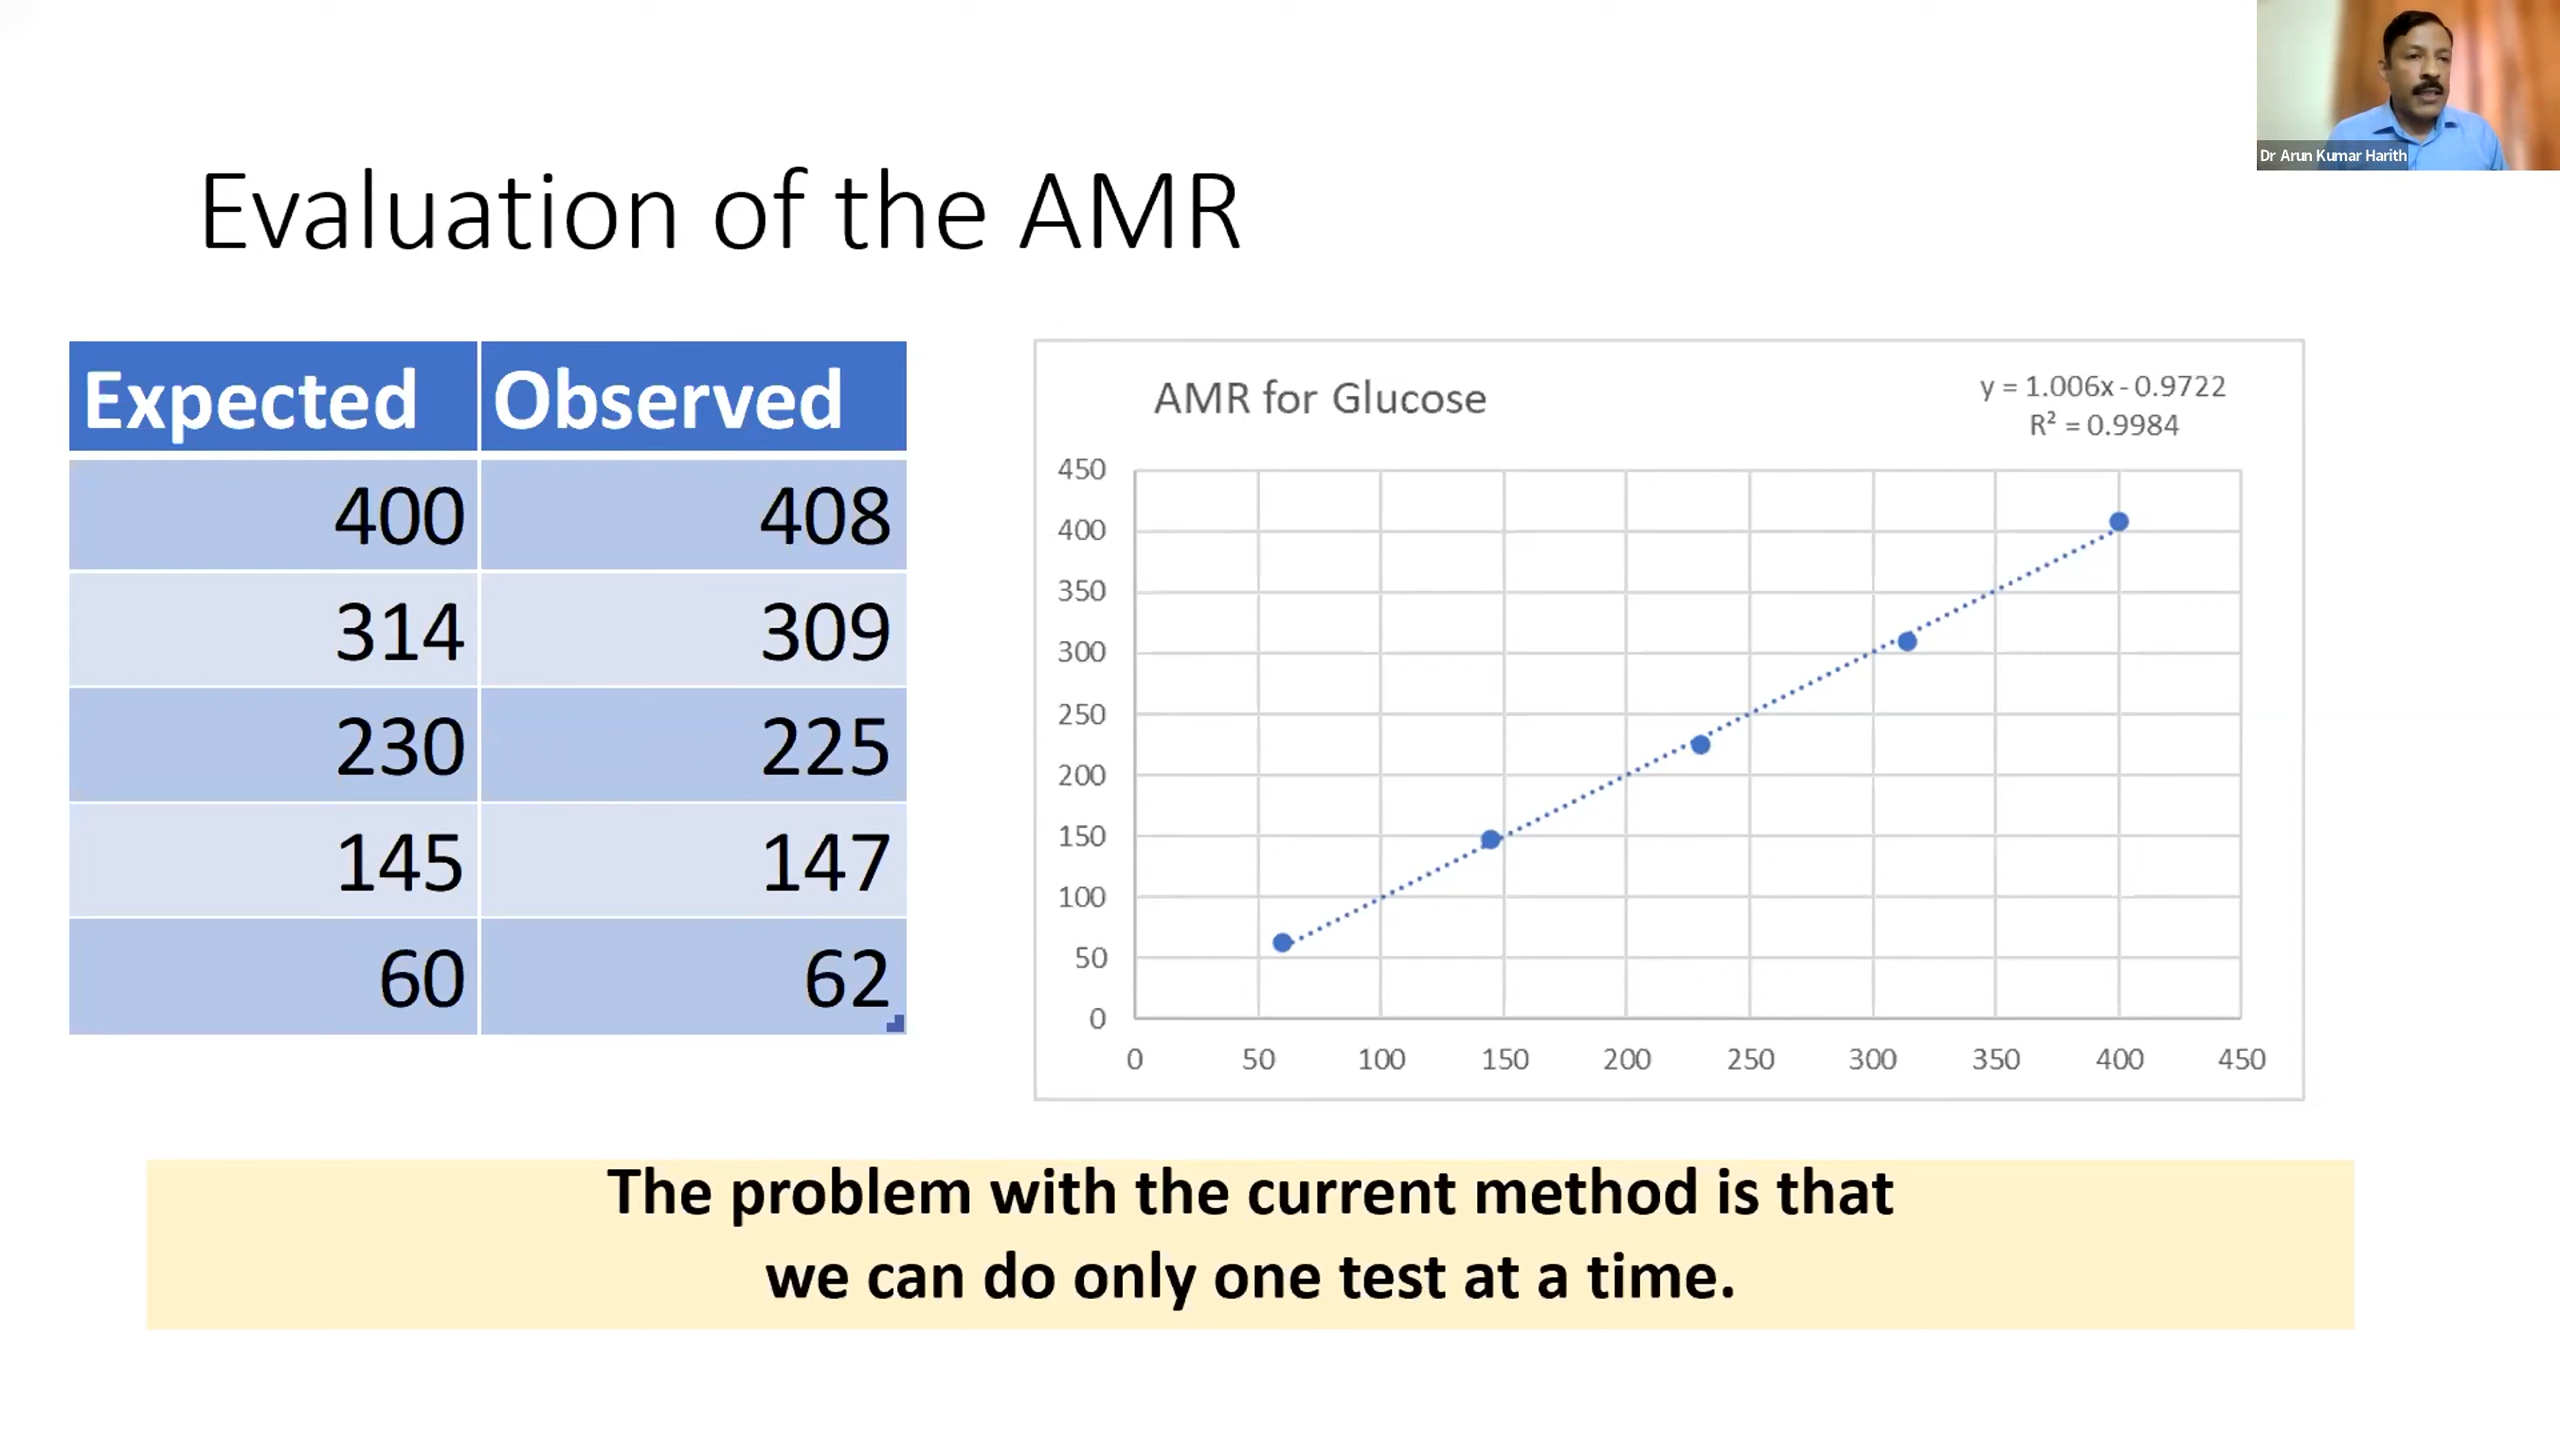 Dr Arun Kumar Harith
Evaluation of the AMR
Expected Observed
400 408
314 309
230 225
145 147
60 62
AMR for Glucose
y = 1.006x - 0.9722
R² = 0.9984
450
400
350
300
250
200
150
100
50
0
0 50 100 150 200 250 300 350 400 450
The problem with the current method is that
we can do only one test at a time.